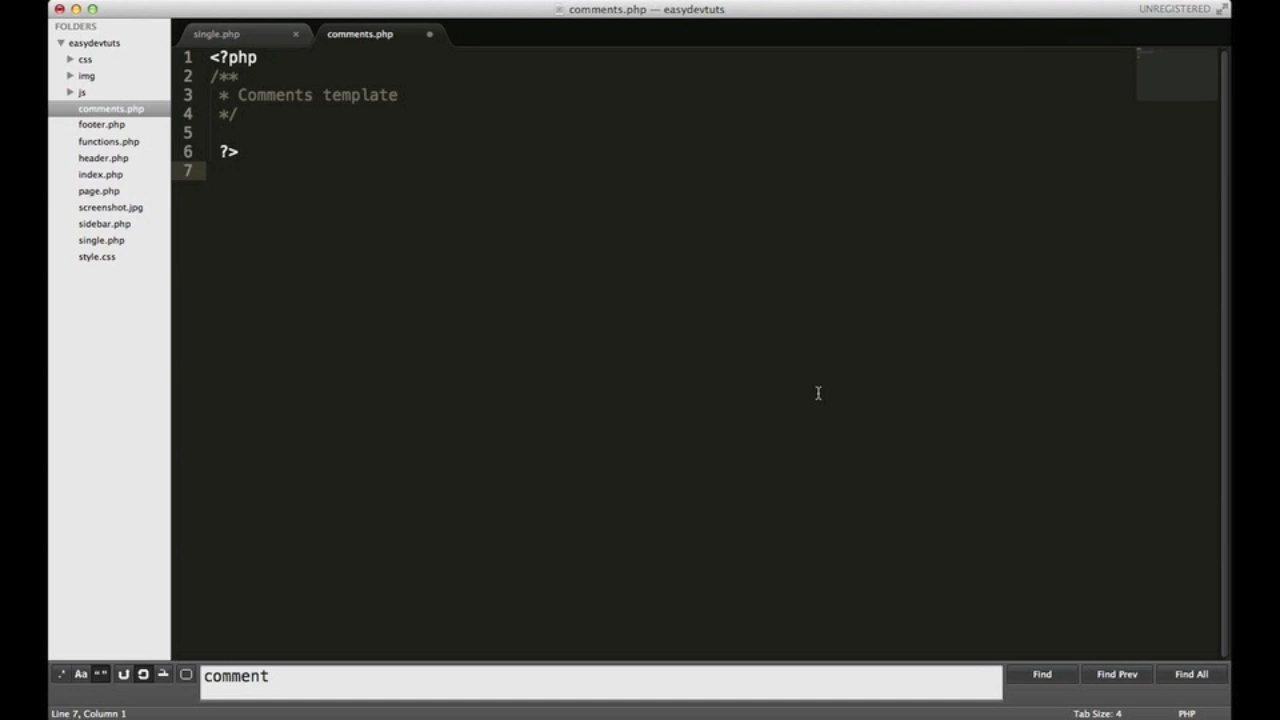 comments.php — easydevtuts
UNREGISTERED
FOLDERS
easydevtuts
css
img
js
comments.php
footer.php
functions.php
header.php
index.php
page.php
screenshot.jpg
sidebar.php
single.php
style.css
single.php
comments.php
1 <?php
2 /**
3 * Comments template
4 */
5
6 ?>
7
.* Aa “”
comment
Find
Find Prev
Find All
Line 7, Column 1
Tab Size: 4
PHP